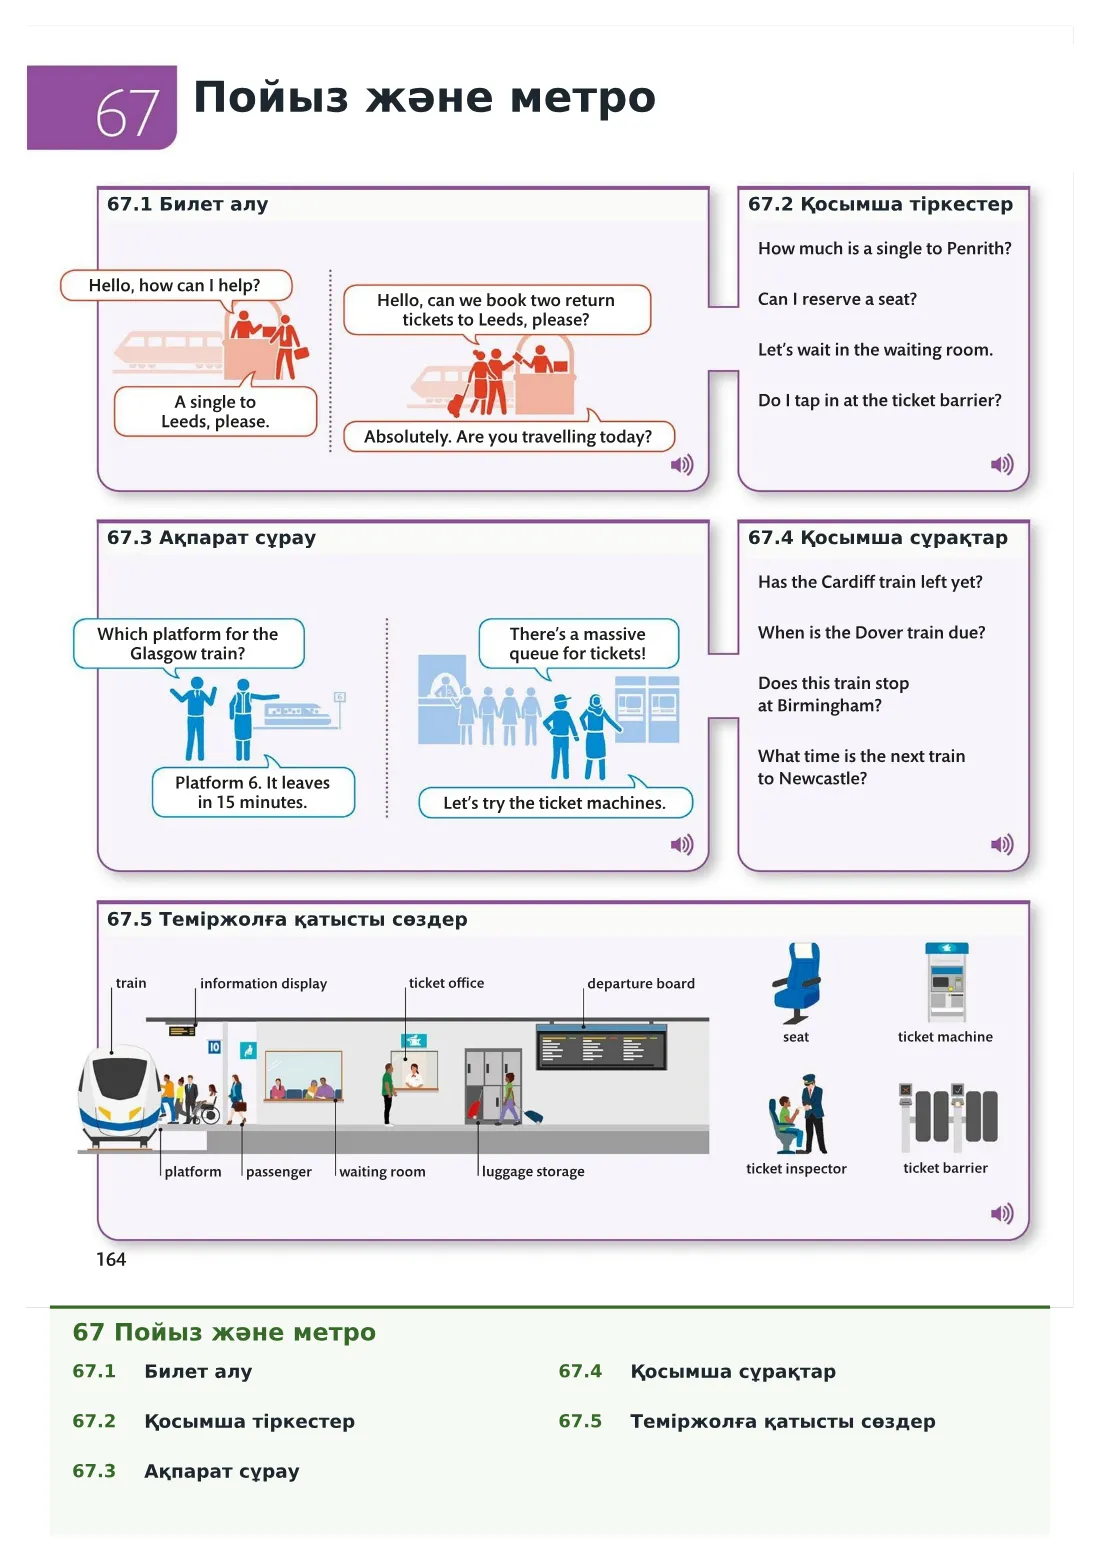 67
Пойыз және метро
67.1 Билет алу
Hello, how can I help?
A single to
Leeds, please.
Hello, can we book two return
tickets to Leeds, please?
Absolutely. Are you travelling today?
67.2 Қосымша тіркестер
How much is a single to Penrith?
Can I reserve a seat?
Let's wait in the waiting room.
Do I tap in at the ticket barrier?
67.3 Ақпарат сұрау
Which platform for the
Glasgow train?
6
Platform 6. It leaves
in 15 minutes.
There's a massive
queue for tickets!
Let's try the ticket machines.
67.4 Қосымша сұрақтар
Has the Cardiff train left yet?
When is the Dover train due?
Does this train stop
at Birmingham?
What time is the next train
to Newcastle?
67.5 Теміржолға қатысты сөздер
train
information display
ticket office
departure board
10
platform
passenger
waiting room
luggage storage
seat
ticket machine
ticket inspector
ticket barrier
164
67 Пойыз және метро
67.1 Билет алу
67.2 Қосымша тіркестер
67.3 Ақпарат сұрау
67.4 Қосымша сұрақтар
67.5 Теміржолға қатысты сөздер